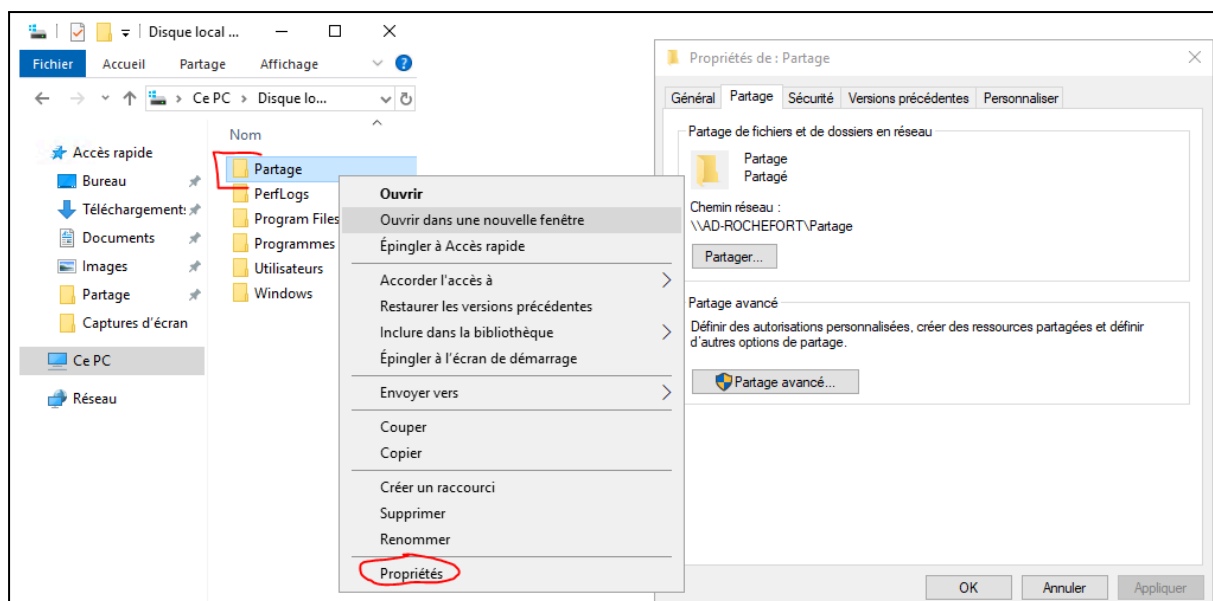 Disque local ...
Fichier Accueil Partage Affichage
Ce PC > Disque lo...
Nom
Accès rapide
Bureau
Téléchargement:
Documents
Images
Partage
Captures d'écran
Ce PC
Réseau
Partage
PerfLogs
Program Files
Programmes
Utilisateurs
Windows
Ouvrir
Ouvrir dans une nouvelle fenêtre
Épingler à Accès rapide
Accorder l'accès à
Restaurer les versions précédentes
Inclure dans la bibliothèque
Épingler à l'écran de démarrage
Envoyer vers
Couper
Copier
Créer un raccourci
Supprimer
Renommer
Propriétés
Propriétés de : Partage
Général Partage Sécurité Versions précédentes Personnaliser
Partage de fichiers et de dossiers en réseau
Partage
Partagé
Chemin réseau :
\\AD-ROCHEFORT\Partage
Partager...
Partage avancé
Définir des autorisations personnalisées, créer des ressources partagées et définir
d'autres options de partage.
Partage avancé...
OK Annuler Appliquer